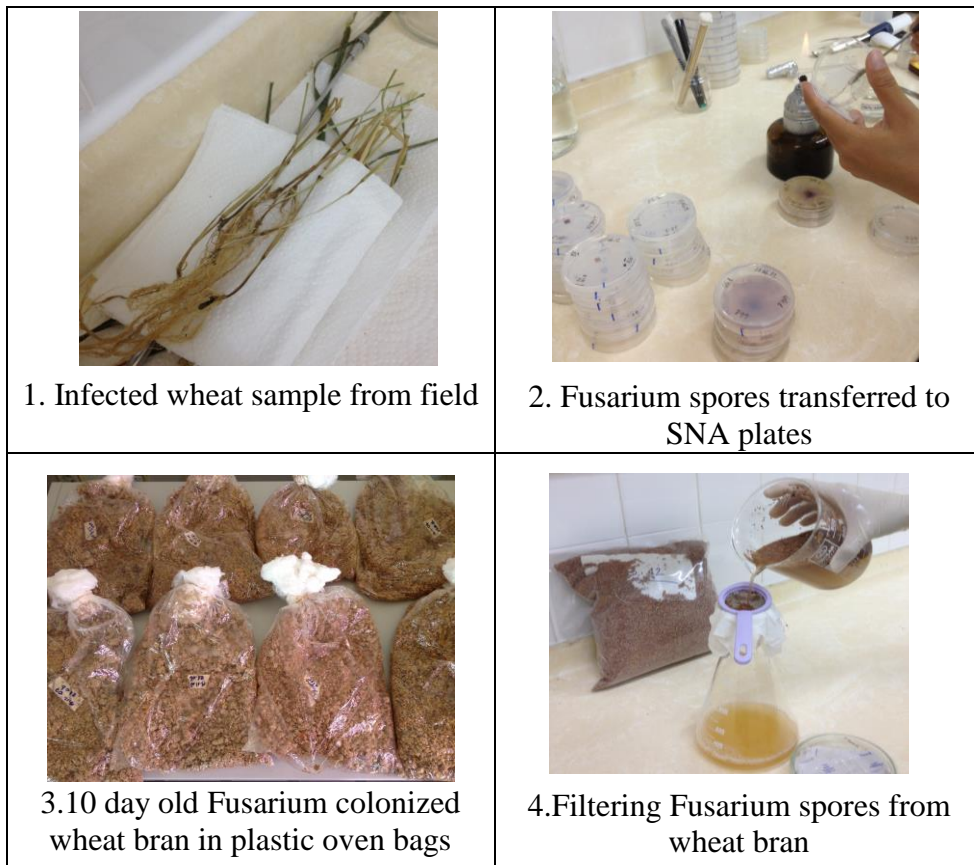 1. Infected wheat sample from field
2. Fusarium spores transferred to
SNA plates
3.10 day old Fusarium colonized
wheat bran in plastic oven bags
4.Filtering Fusarium spores from
wheat bran